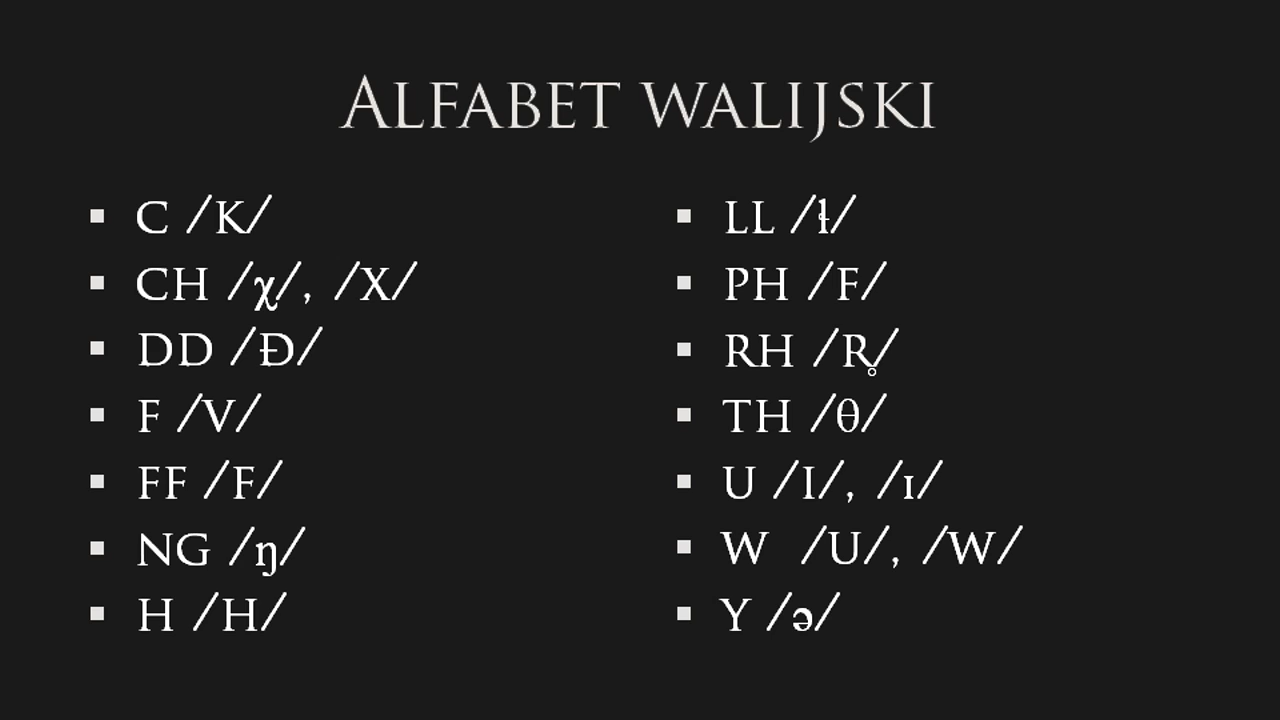 ALFABET WALIJSKI
C /K/
CH /χ/, /X/
DD /Ð/
F /V/
FF /F/
NG /ŋ/
H /H/
LL /ɬ/
PH /F/
RH /R̥/
TH /θ/
U /I/, /ɪ/
W /U/, /W/
Y /ə/